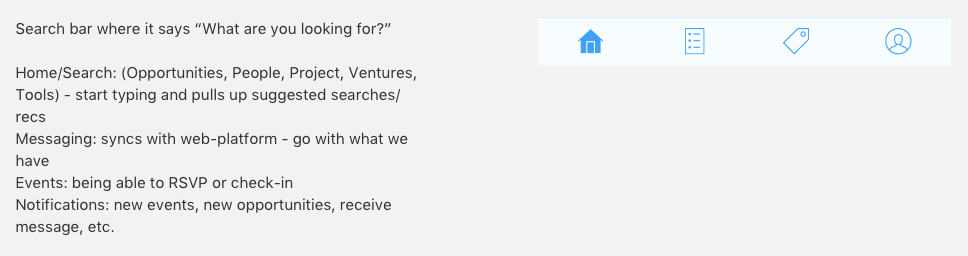 Search bar where it says “What are you looking for?”
Home/Search: (Opportunities, People, Project, Ventures,
Tools) - start typing and pulls up suggested searches/
recs
Messaging: syncs with web-platform - go with what we
have
Events: being able to RSVP or check-in
Notifications: new events, new opportunities, receive
message, etc.